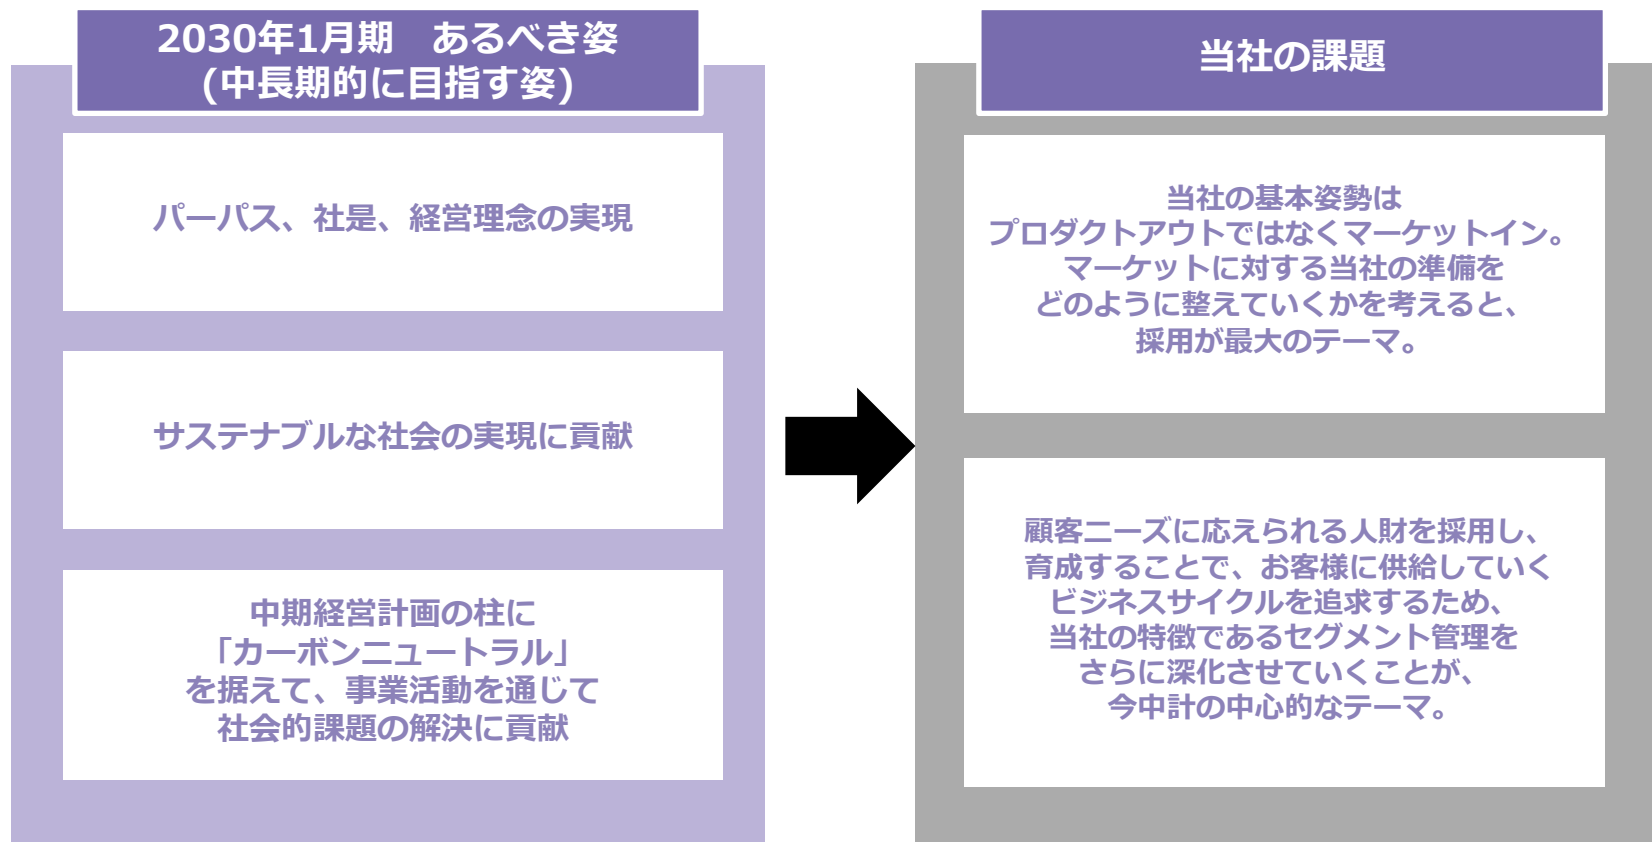 2030年1月期　あるべき姿
(中長期的に目指す姿)
パーパス、社是、経営理念の実現
サステナブルな社会の実現に貢献
中期経営計画の柱に
「カーボンニュートラル」
を据えて、事業活動を通じて
社会的課題の解決に貢献
当社の課題
当社の基本姿勢は
プロダクトアウトではなくマーケットイン。
マーケットに対する当社の準備を
どのように整えていくかを考えると、
採用が最大のテーマ。
顧客ニーズに応えられる人財を採用し、
育成することで、お客様に供給していく
ビジネスサイクルを追求するため、
当社の特徴であるセグメント管理を
さらに深化させていくことが、
今中計の中心的なテーマ。